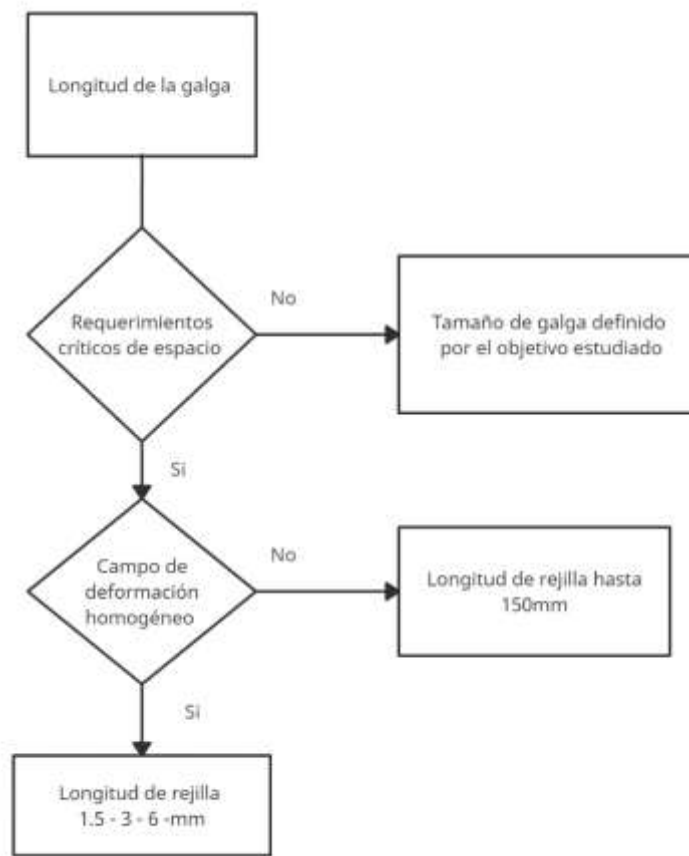 Longitud de la galga
Requerimientos
críticos de espacio
No
Tamaño de galga definido
por el objetivo estudiado
Si
Campo de
deformación
homogéneo
No
Longitud de rejilla hasta
150mm
Si
Longitud de rejilla
1.5 - 3 - 6 -mm